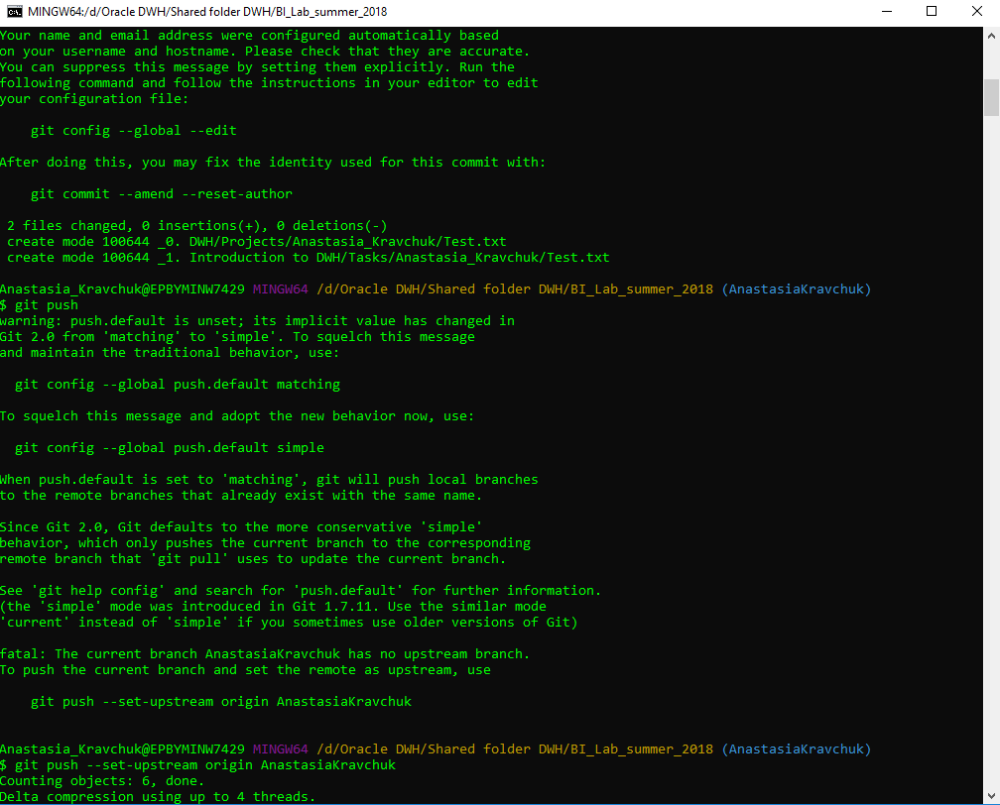 MINGW64:/d/Oracle DWH/Shared folder DWH/BI_Lab_summer_2018
Your name and email address were configured automatically based
on your username and hostname. Please check that they are accurate.
You can suppress this message by setting them explicitly. Run the
following command and follow the instructions in your editor to edit
your configuration file:
git config --global --edit
After doing this, you may fix the identity used for this commit with:
git commit --amend --reset-author
2 files changed, 0 insertions(+), 0 deletions(-)
create mode 100644 _0. DWH/Projects/Anastasia_Kravchuk/Test.txt
create mode 100644 _1. Introduction to DWH/Tasks/Anastasia_Kravchuk/Test.txt
Anastasia_Kravchuk@EPBYMINW7429 MINGW64 /d/Oracle DWH/Shared folder DWH/BI_Lab_summer_2018 (AnastasiaKravchuk)
$ git push
warning: push.default is unset; its implicit value has changed in
Git 2.0 from 'matching' to 'simple'. To squelch this message
and maintain the traditional behavior, use:
git config --global push.default matching
To squelch this message and adopt the new behavior now, use:
git config --global push.default simple
When push.default is set to 'matching', git will push local branches
to the remote branches that already exist with the same name.
Since Git 2.0, Git defaults to the more conservative 'simple'
behavior, which only pushes the current branch to the corresponding
remote branch that 'git pull' uses to update the current branch.
See 'git help config' and search for 'push.default' for further information.
(the 'simple' mode was introduced in Git 1.7.11. Use the similar mode
'current' instead of 'simple' if you sometimes use older versions of Git)
fatal: The current branch AnastasiaKravchuk has no upstream branch.
To push the current branch and set the remote as upstream, use
git push --set-upstream origin AnastasiaKravchuk
Anastasia_Kravchuk@EPBYMINW7429 MINGW64 /d/Oracle DWH/Shared folder DWH/BI_Lab_summer_2018 (AnastasiaKravchuk)
$ git push --set-upstream origin AnastasiaKravchuk
Counting objects: 6, done.
Delta compression using up to 4 threads.